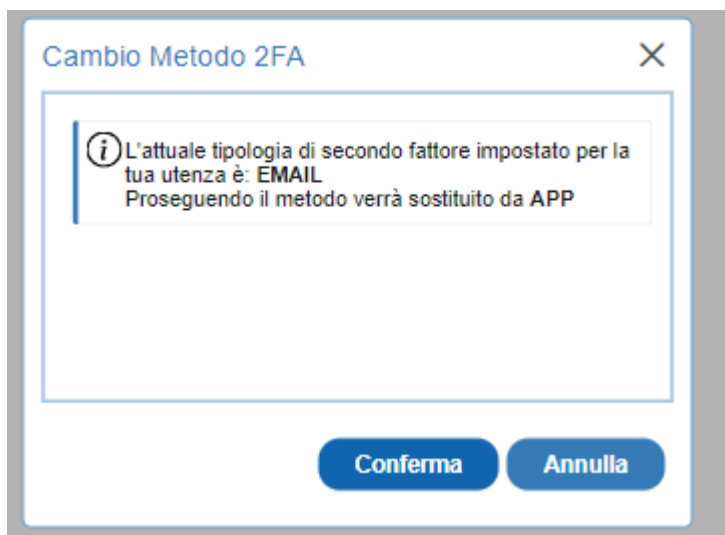 Cambio Metodo 2FA
L'attuale tipologia di secondo fattore impostato per la
tua utenza è: EMAIL
Proseguendo il metodo verrà sostituito da APP
Conferma
Annulla